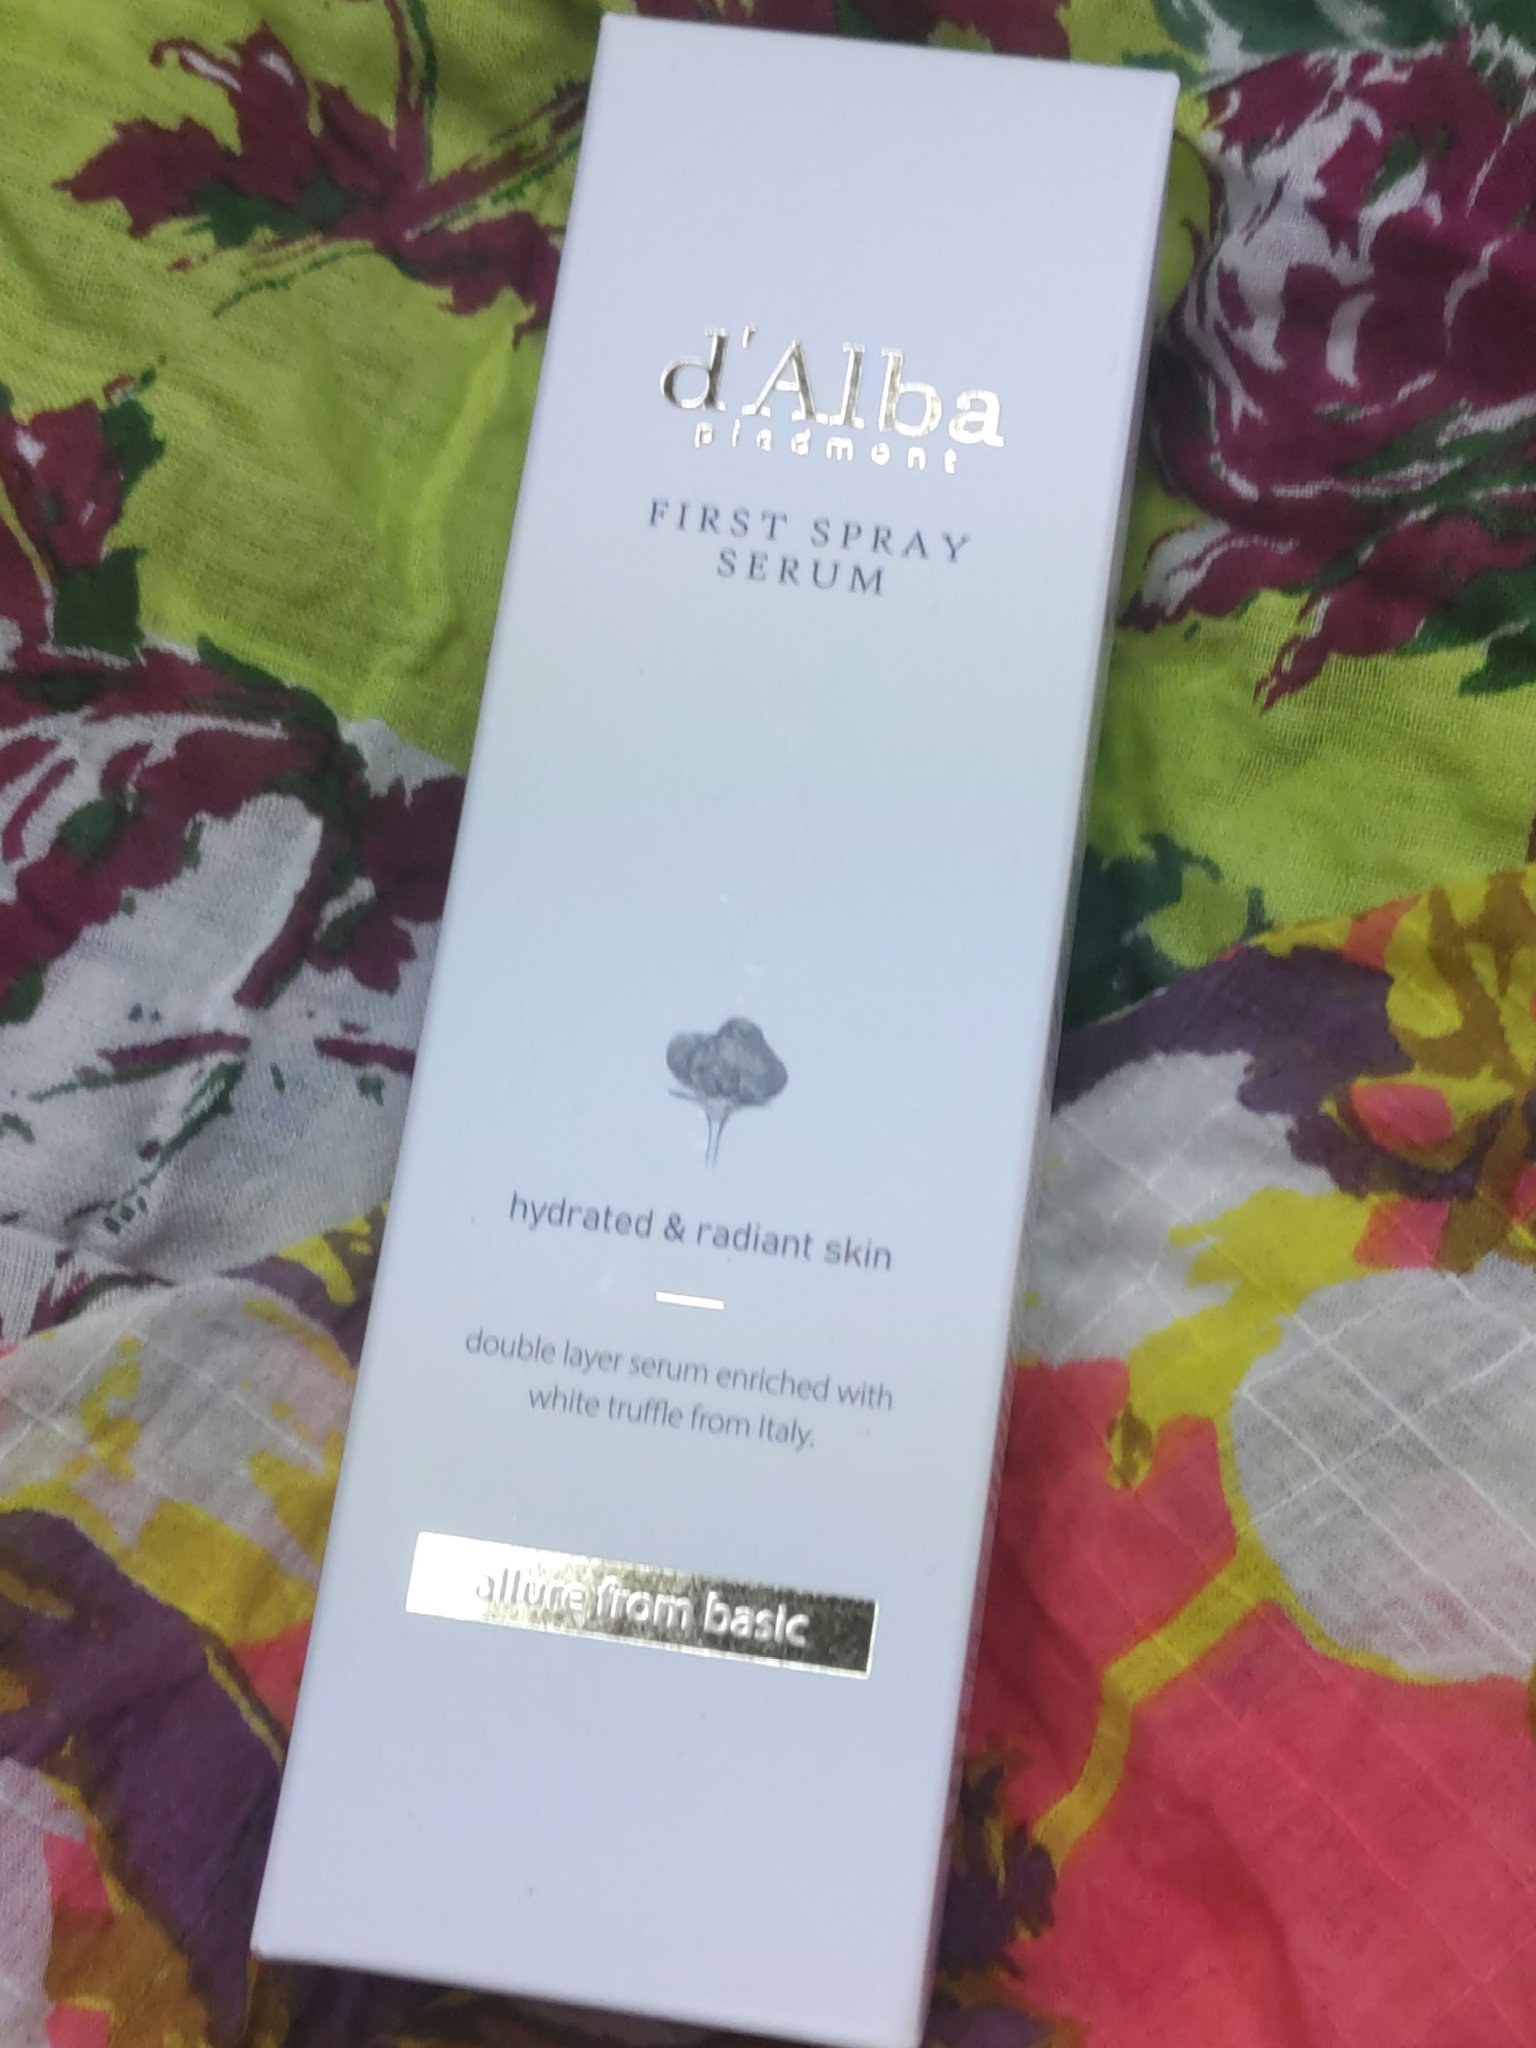 d'Alba
piedmont
FIRST SPRAY
SERUM
hydrated & radiant skin
double layer serum enriched with
white truffle from Italy.
allure from basic